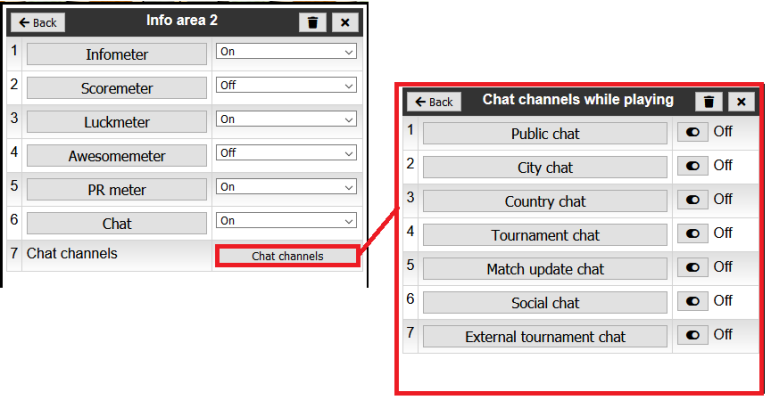 Back Info area 2
1 Infometer On
2 Scoremeter Off
3 Luckmeter On
4 Awesomemeter Off
5 PR meter On
6 Chat On
7 Chat channels Chat channels
Back Chat channels while playing
1 Public chat Off
2 City chat Off
3 Country chat Off
4 Tournament chat Off
5 Match update chat Off
6 Social chat Off
7 External tournament chat Off